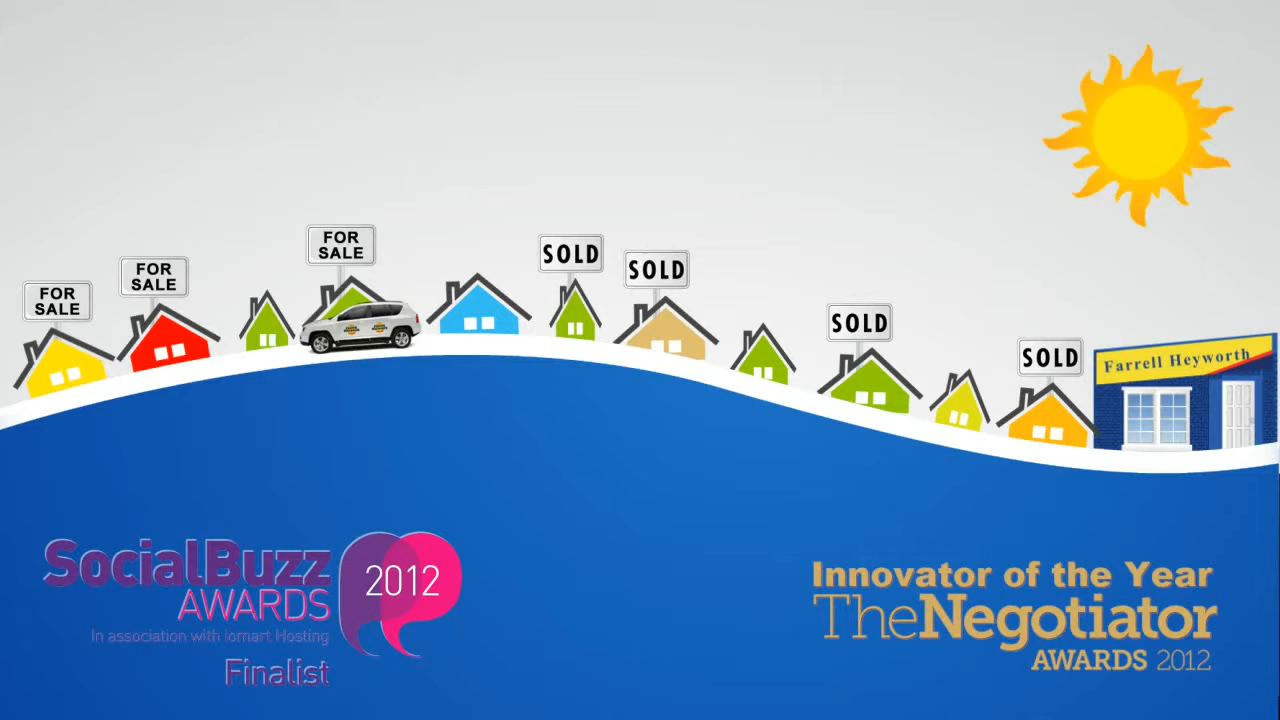 FOR
SALE
FOR
SALE
FOR
SALE
SOLD
SOLD
SOLD
SOLD
Farrell Heyworth
SocialBuzz
AWARDS
2012
In association with iomart Hosting
Finalist
Innovator of the Year
TheNegotiator
AWARDS 2012